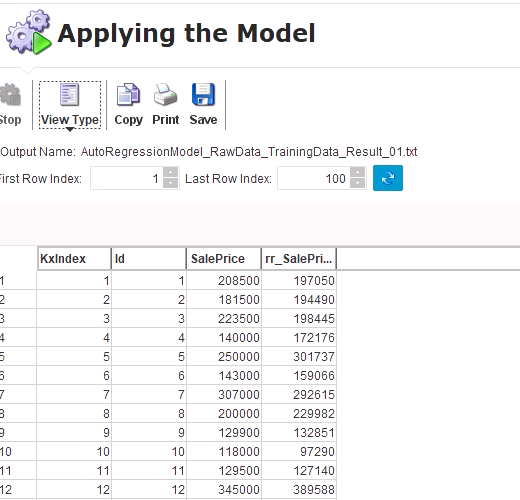 Applying the Model
Stop View Type Copy Print Save
Output Name: AutoRegressionModel_RawData_TrainingData_Result_01.txt
First Row Index: 1 Last Row Index: 100
KxIndex Id SalePrice rr_SalePri...
1 1 1 208500 197050
2 2 2 181500 194490
3 3 3 223500 198445
4 4 4 140000 172176
5 5 5 250000 301737
6 6 6 143000 159066
7 7 7 307000 292615
8 8 8 200000 229982
9 9 9 129900 132851
10 10 10 118000 97290
11 11 11 129500 127140
12 12 12 345000 389588